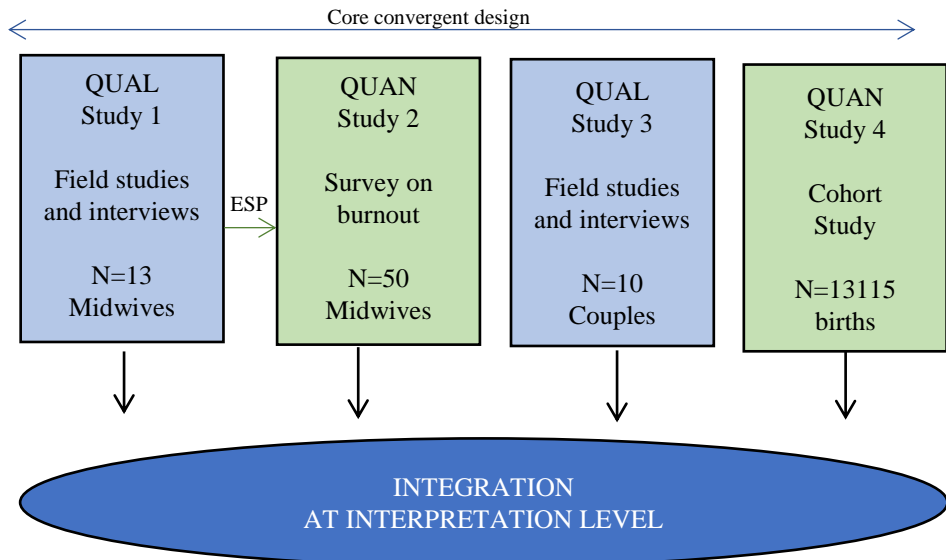 Core convergent design
QUAL
Study 1
Field studies
and interviews
N=13
Midwives
ESP
QUAN
Study 2
Survey on
burnout
N=50
Midwives
QUAL
Study 3
Field studies
and interviews
N=10
Couples
QUAN
Study 4
Cohort
Study
N=13115
births
INTEGRATION
AT INTERPRETATION LEVEL